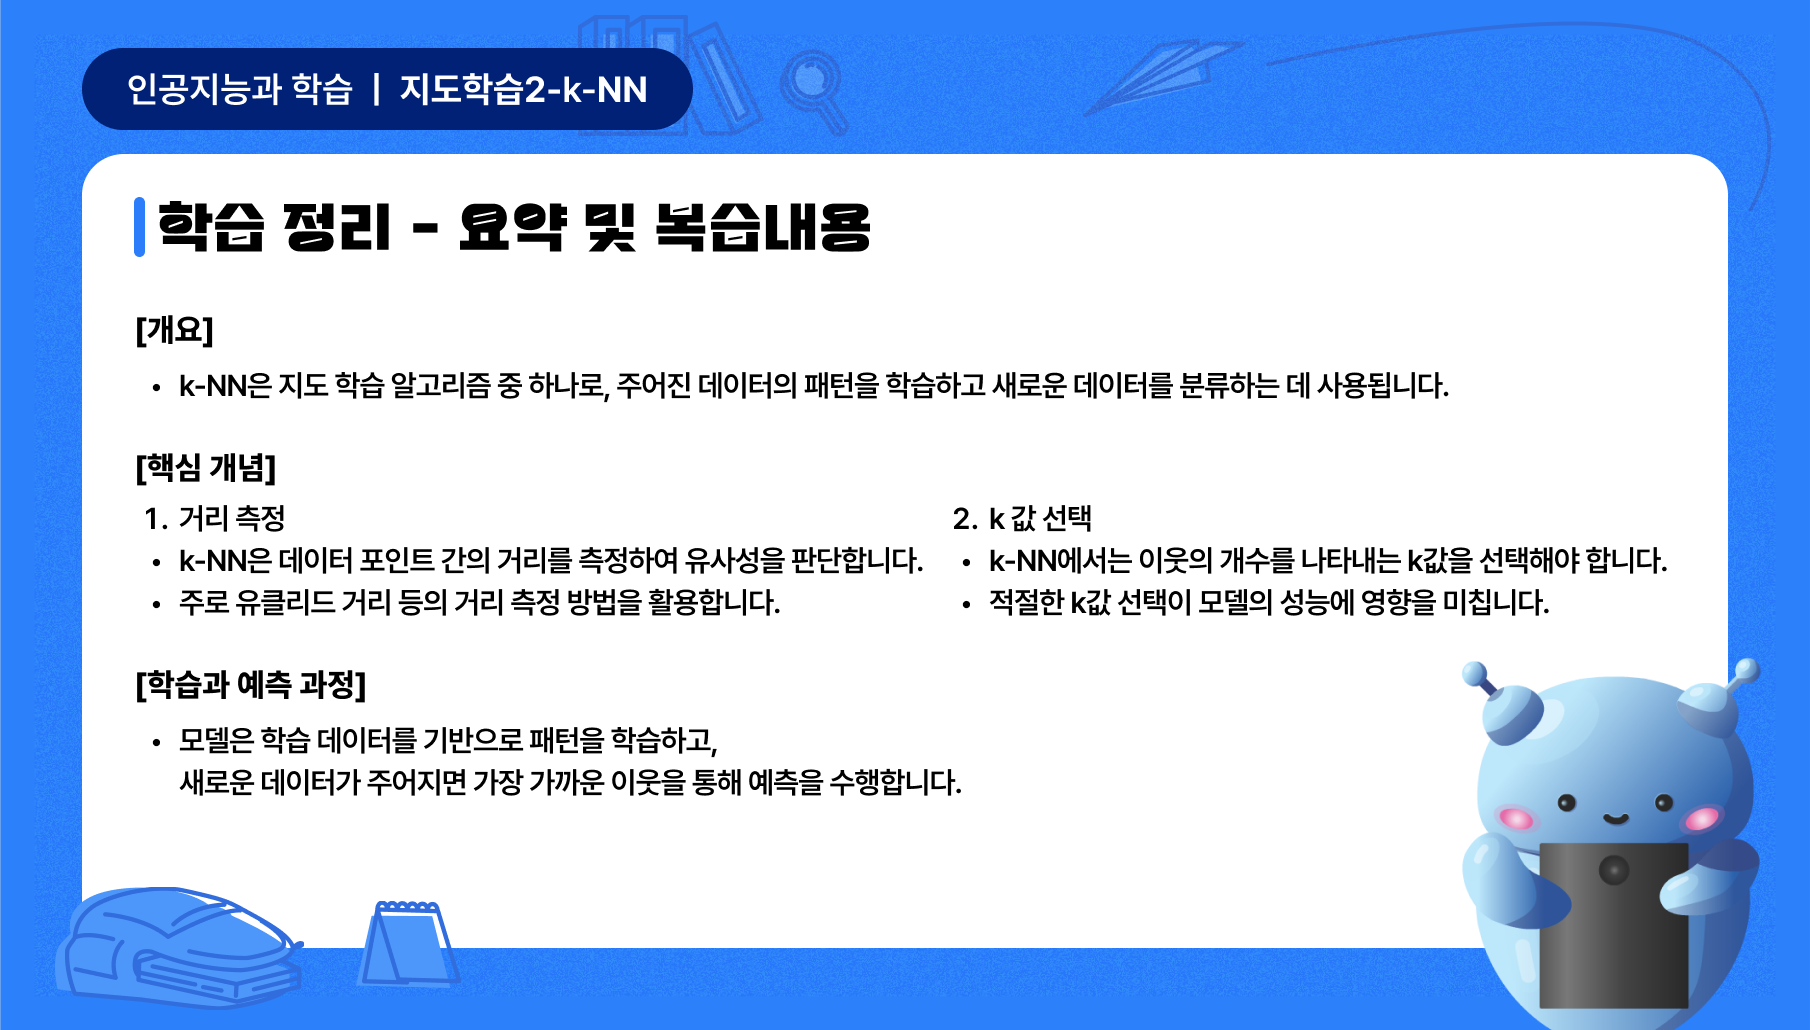 인공지능과 학습 | 지도학습2-k-NN
학습 정리 - 요약 및 복습내용
[개요]
• k-NN은 지도 학습 알고리즘 중 하나로, 주어진 데이터의 패턴을 학습하고 새로운 데이터를 분류하는 데 사용됩니다.
[핵심 개념]
1. 거리 측정
• k-NN은 데이터 포인트 간의 거리를 측정하여 유사성을 판단합니다.
• 주로 유클리드 거리 등의 거리 측정 방법을 활용합니다.
2. k 값 선택
• k-NN에서는 이웃의 개수를 나타내는 k값을 선택해야 합니다.
• 적절한 k값 선택이 모델의 성능에 영향을 미칩니다.
[학습과 예측 과정]
• 모델은 학습 데이터를 기반으로 패턴을 학습하고,
새로운 데이터가 주어지면 가장 가까운 이웃을 통해 예측을 수행합니다.